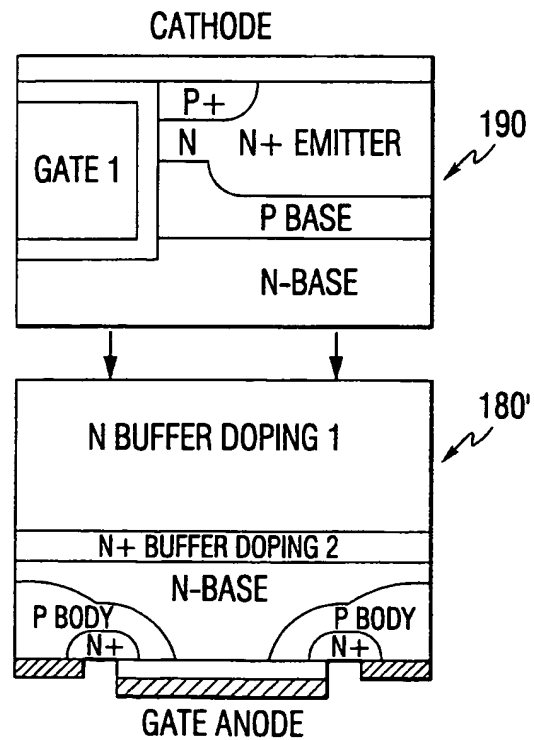 CATHODE
P+
190
N N+ EMITTER
GATE 1
P BASE
N-BASE
180'
N BUFFER DOPING 1
N+ BUFFER DOPING 2
N-BASE
P BODY P BODY
N+ N+
GATE ANODE